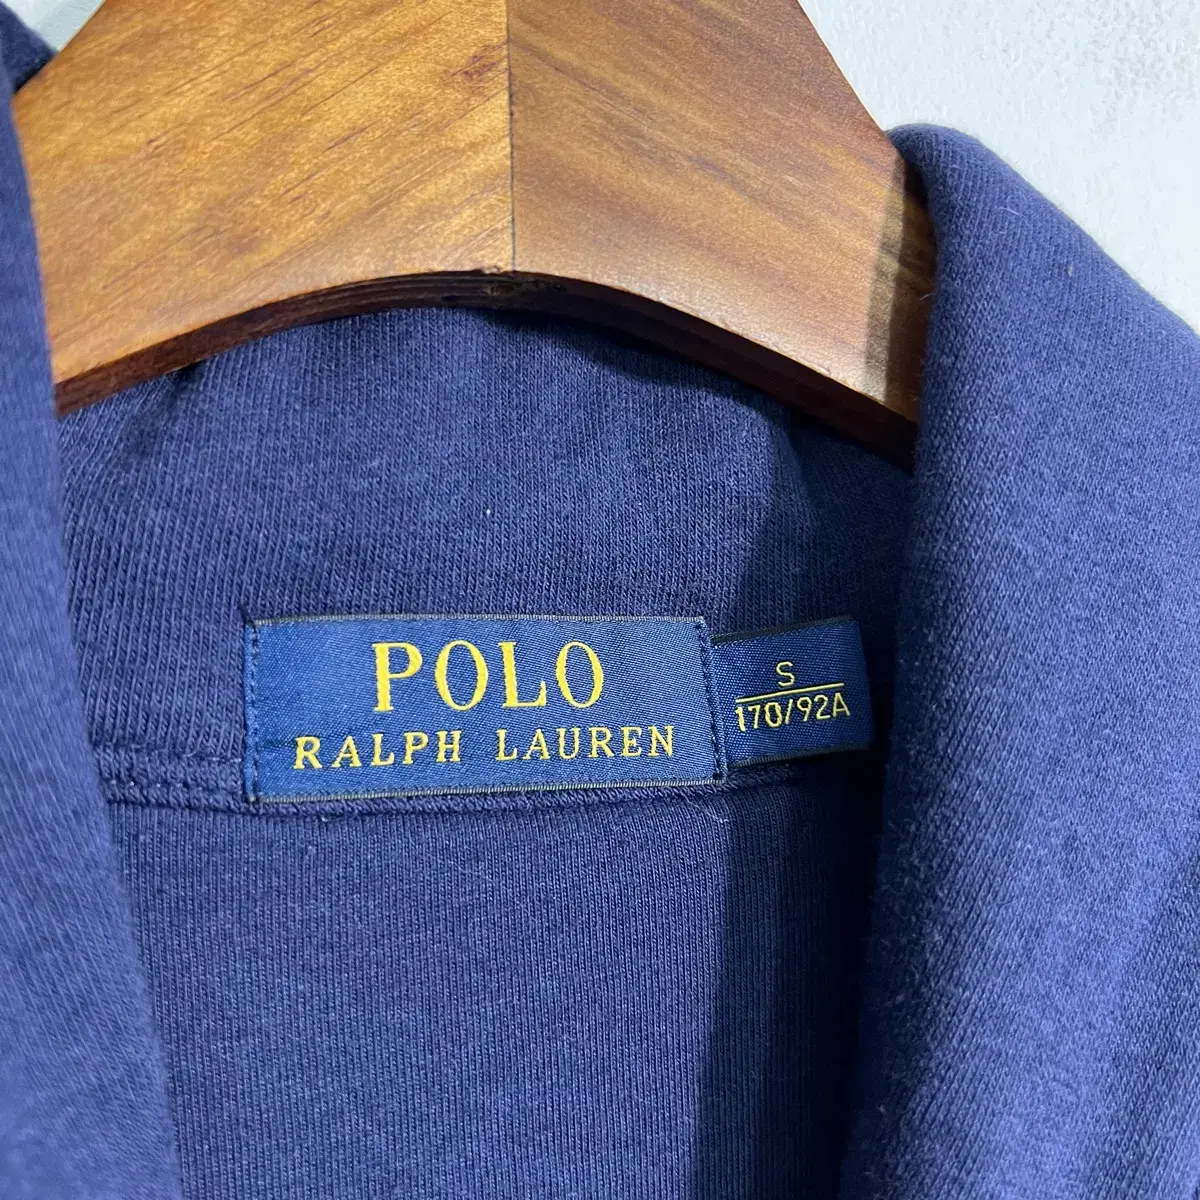 POLO
RALPH LAUREN
S
170/92A